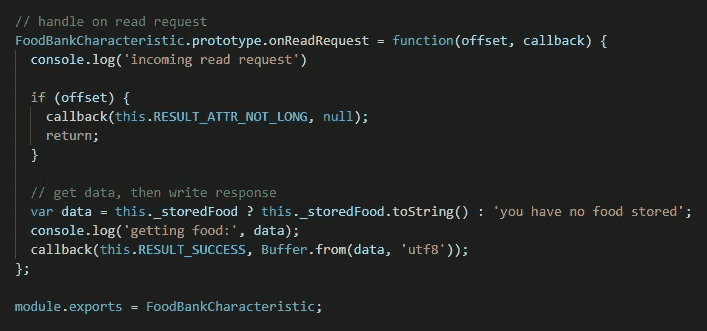 // handle on read request
FoodBankCharacteristic.prototype.onReadRequest = function(offset, callback) {
  console.log('incoming read request')

  if (offset) {
    callback(this.RESULT_ATTR_NOT_LONG, null);
    return;
  }

  // get data, then write response
  var data = this._storedFood ? this._storedFood.toString() : 'you have no food stored';
  console.log('getting food:', data);
  callback(this.RESULT_SUCCESS, Buffer.from(data, 'utf8'));
};

module.exports = FoodBankCharacteristic;